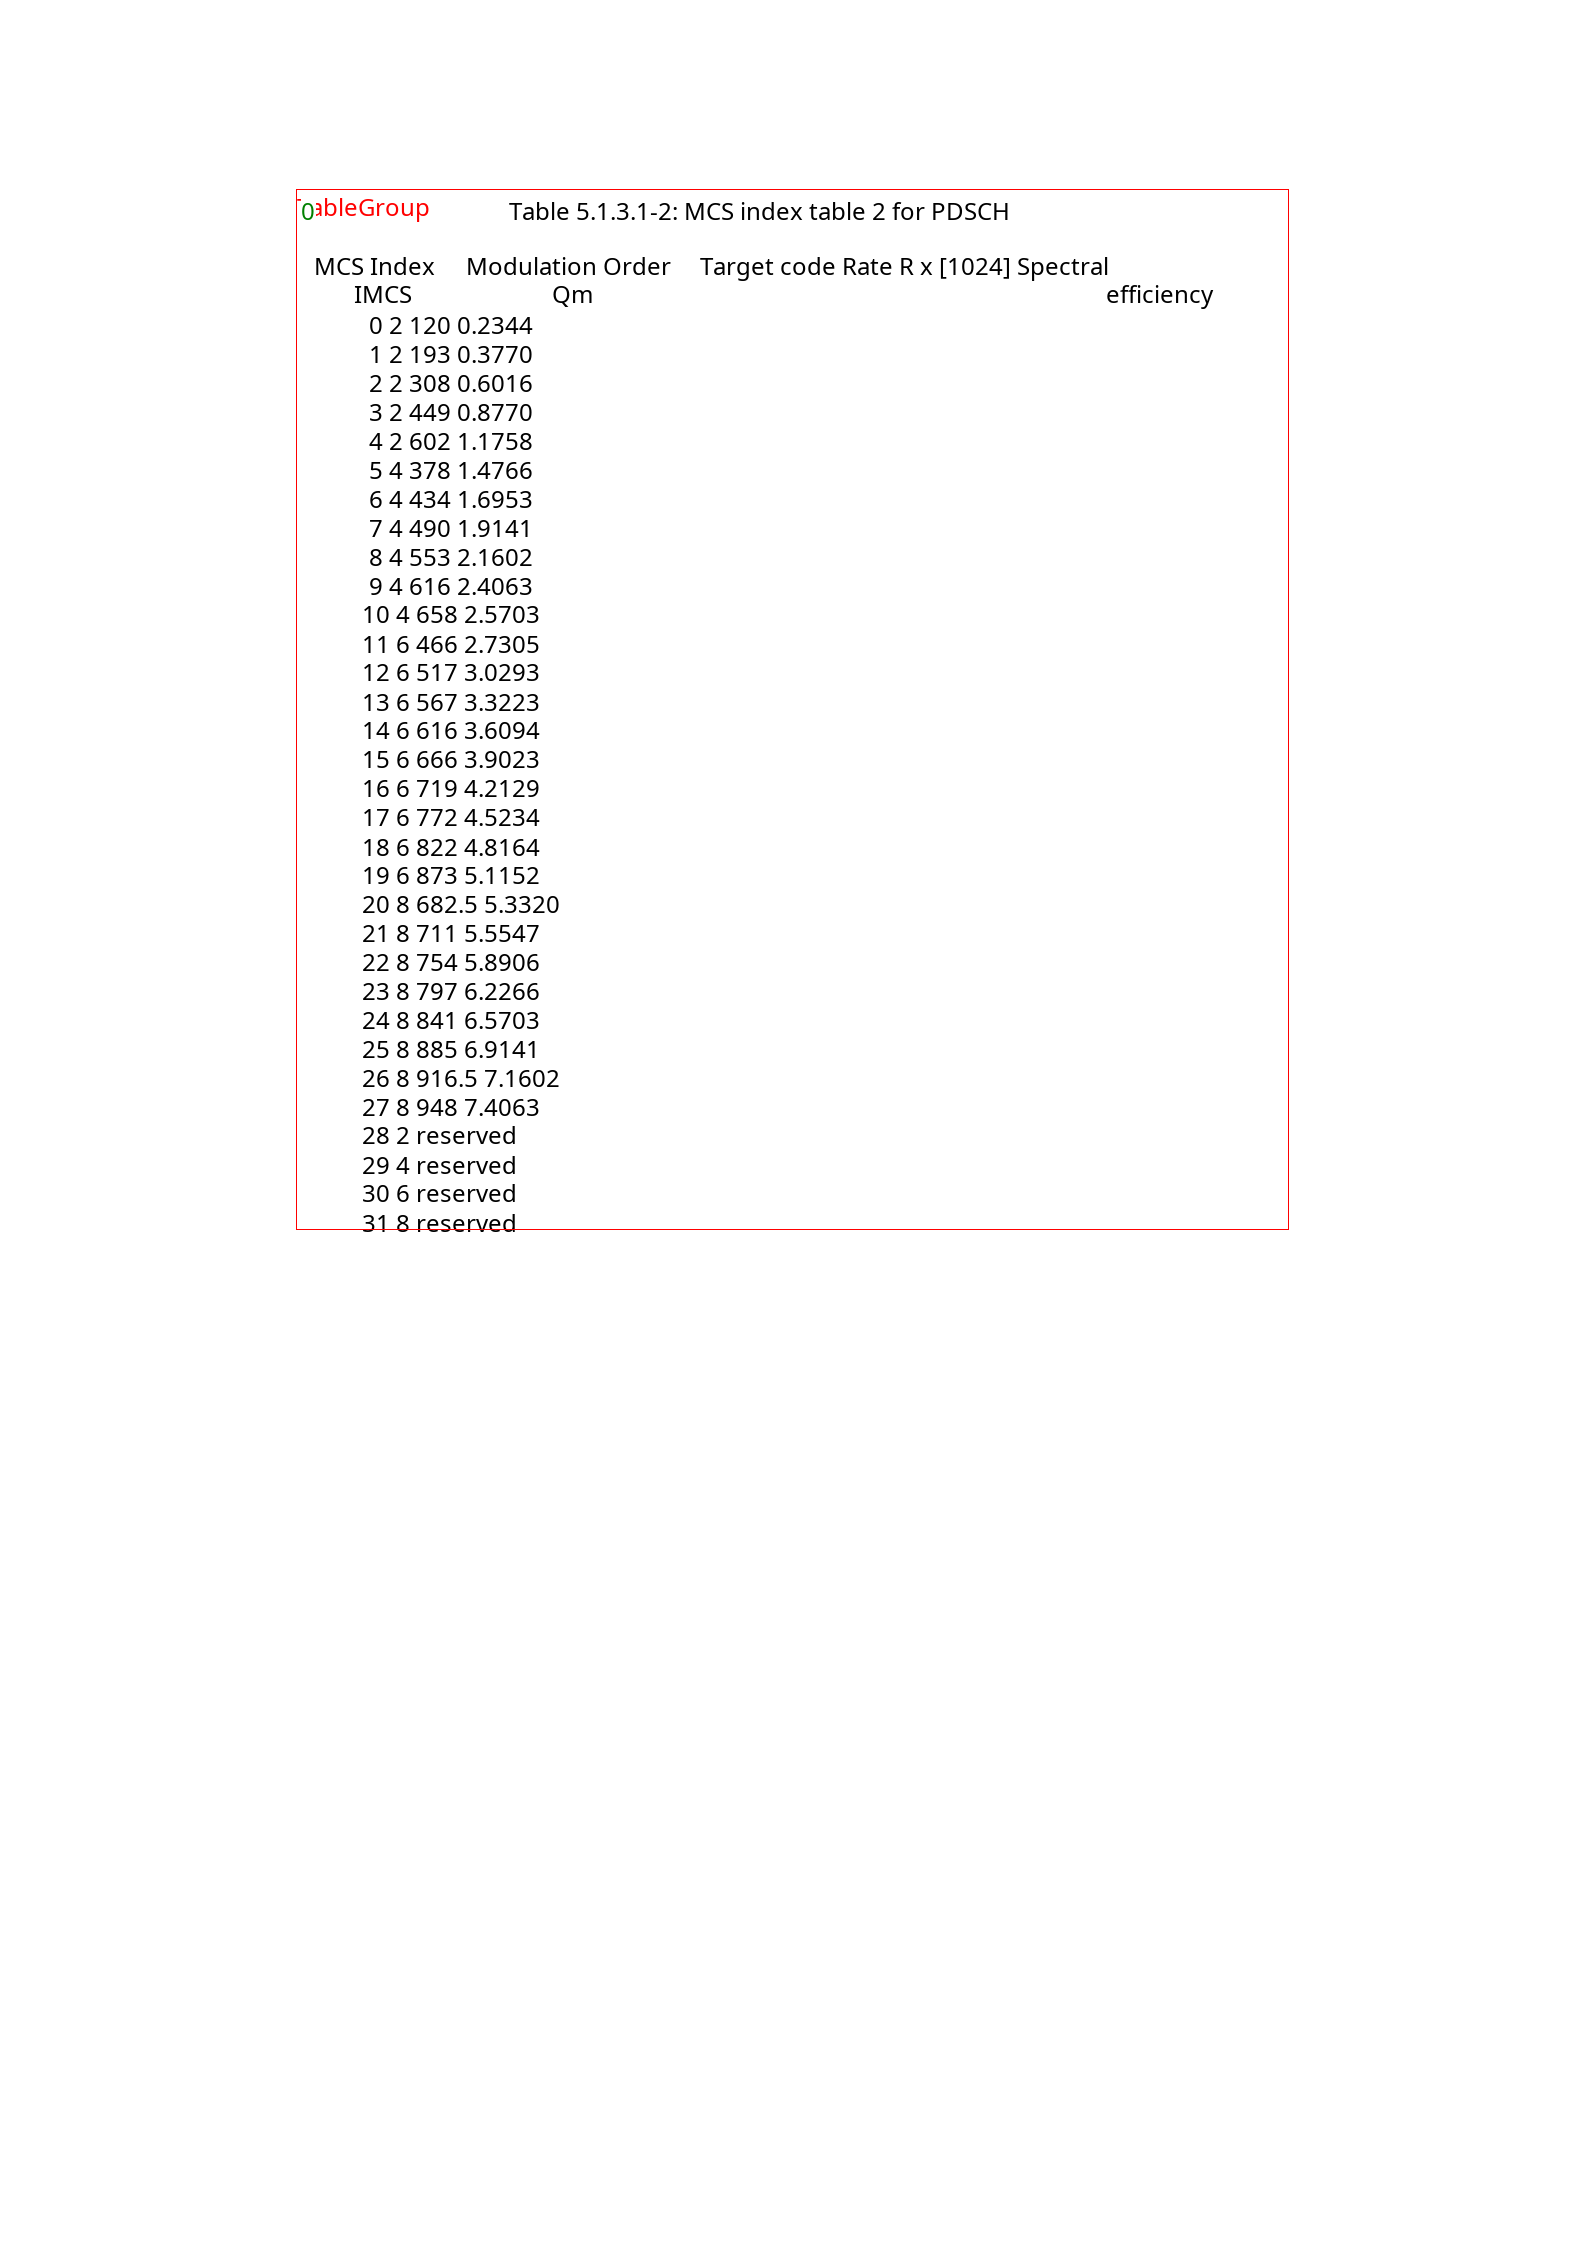 0ableGroup
Table 5.1.3.1-2: MCS index table 2 for PDSCH
MCS Index Modulation Order Target code Rate R x [1024] Spectral
IMCS Qm efficiency
0 2 120 0.2344
1 2 193 0.3770
2 2 308 0.6016
3 2 449 0.8770
4 2 602 1.1758
5 4 378 1.4766
6 4 434 1.6953
7 4 490 1.9141
8 4 553 2.1602
9 4 616 2.4063
10 4 658 2.5703
11 6 466 2.7305
12 6 517 3.0293
13 6 567 3.3223
14 6 616 3.6094
15 6 666 3.9023
16 6 719 4.2129
17 6 772 4.5234
18 6 822 4.8164
19 6 873 5.1152
20 8 682.5 5.3320
21 8 711 5.5547
22 8 754 5.8906
23 8 797 6.2266
24 8 841 6.5703
25 8 885 6.9141
26 8 916.5 7.1602
27 8 948 7.4063
28 2 reserved
29 4 reserved
30 6 reserved
31 8 reserved